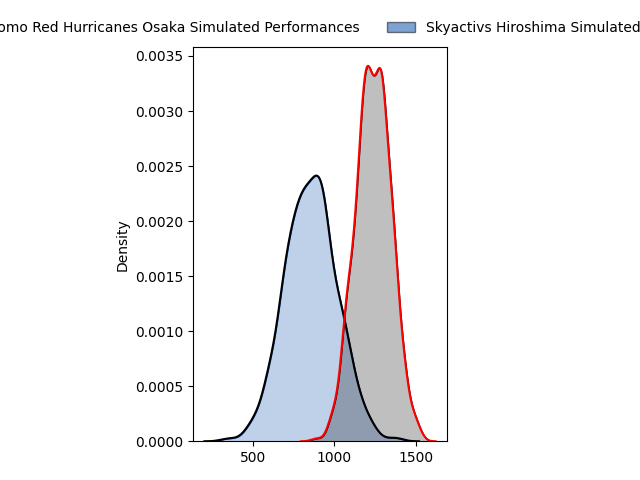 omo Red Hurricanes Osaka Simulated Performances
Skyactivs Hiroshima Simulated
0.0035
0.0030
0.0025
0.0020
0.0015
0.0010
0.0005
0.0000
Density
500 1000 1500